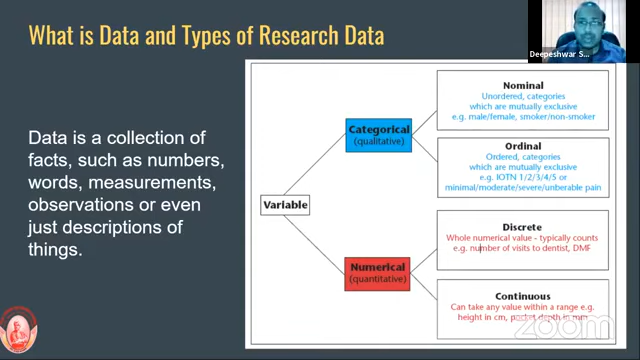 What is Data and Types of Research Data
Deepeshwar S...
Data is a collection of
facts, such as numbers,
words, measurements,
observations or even
just descriptions of
things.
Variable
Categorical
(qualitative)
Numerical
(quantitative)
Nominal
Unordered, categories
which are mutually exclusive
e.g. male/female, smoker/non-smoker
Ordinal
Ordered, categories
which are mutually exclusive
e.g. IOTN 1/2/3/4/5 or
minimal/moderate/severe/unberable pain
Discrete
Whole numerical value - typically counts
e.g. number of visits to dentist, DMF
Continuous
Can take any value within a range e.g.
height in cm, pocket depth in mm
zoom